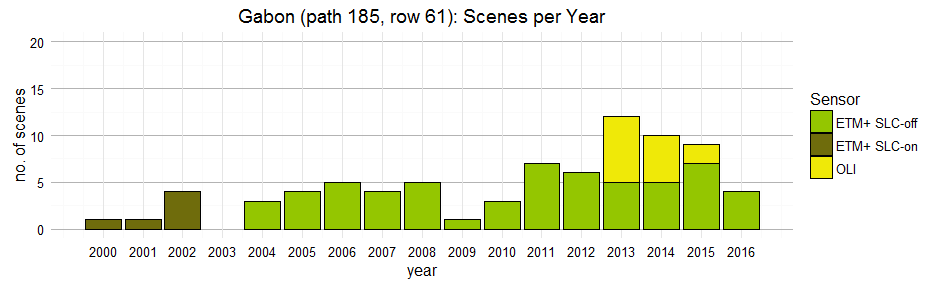 Gabon (path 185, row 61): Scenes per Year
20
15
10
5
0
no. of scenes
2000 2001 2002 2003 2004 2005 2006 2007 2008 2009 2010 2011 2012 2013 2014 2015 2016
year
Sensor
ETM+ SLC-off
ETM+ SLC-on
OLI